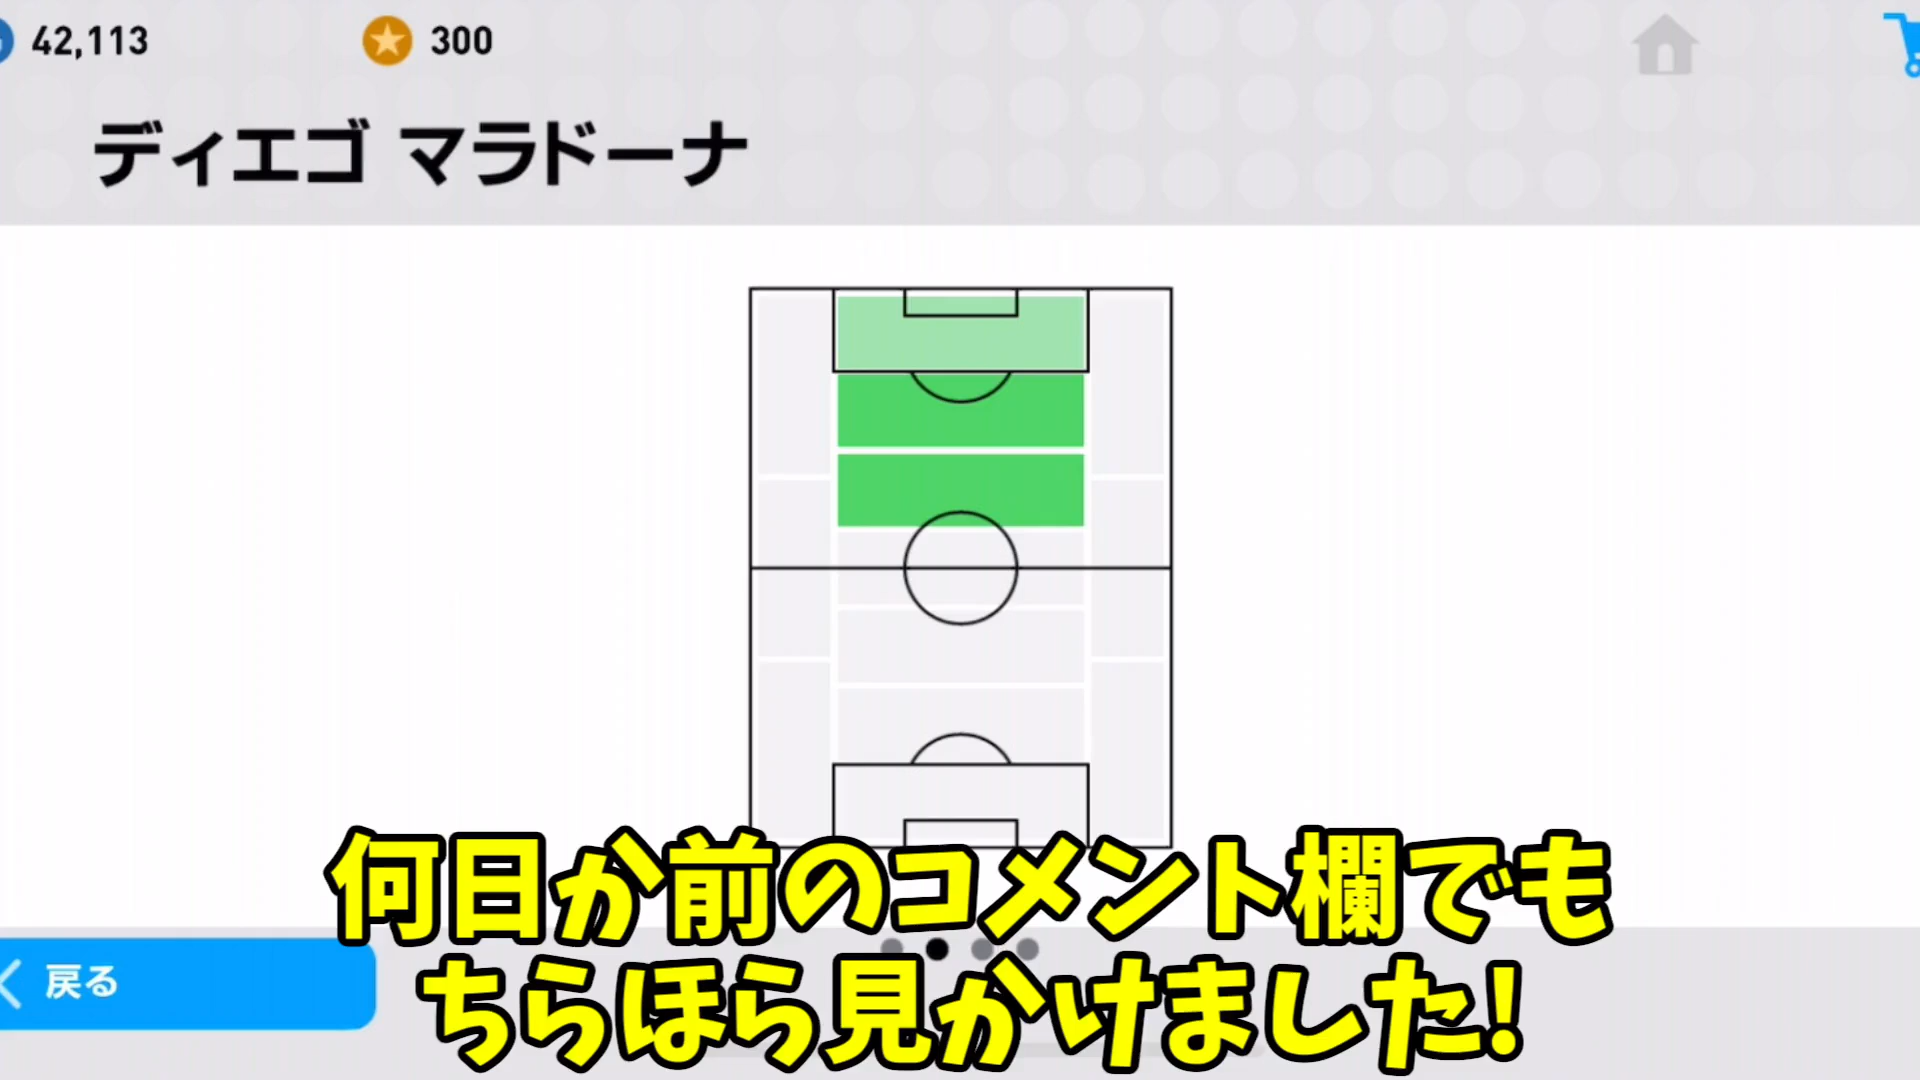 42,113
300
ディエゴ マラドーナ
何日か前のコメント欄でも
戻る
ちらほら見かけました!